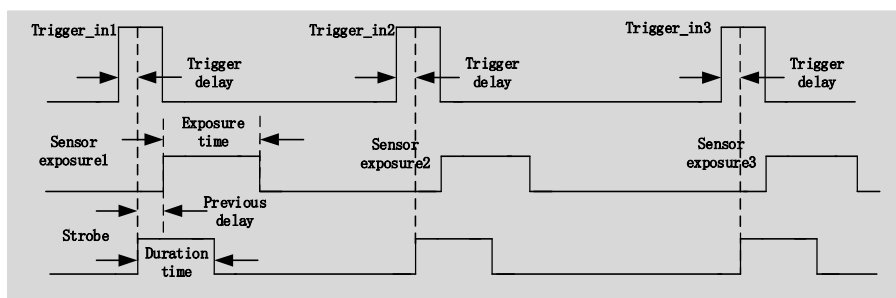 Trigger_in1
Trigger_in2
Trigger_in3
Trigger
delay
Trigger
delay
Trigger
delay
Exposure
time
Sensor
exposure1
Sensor
exposure2
Sensor
exposure3
Previous
delay
Strobe
Duration
time